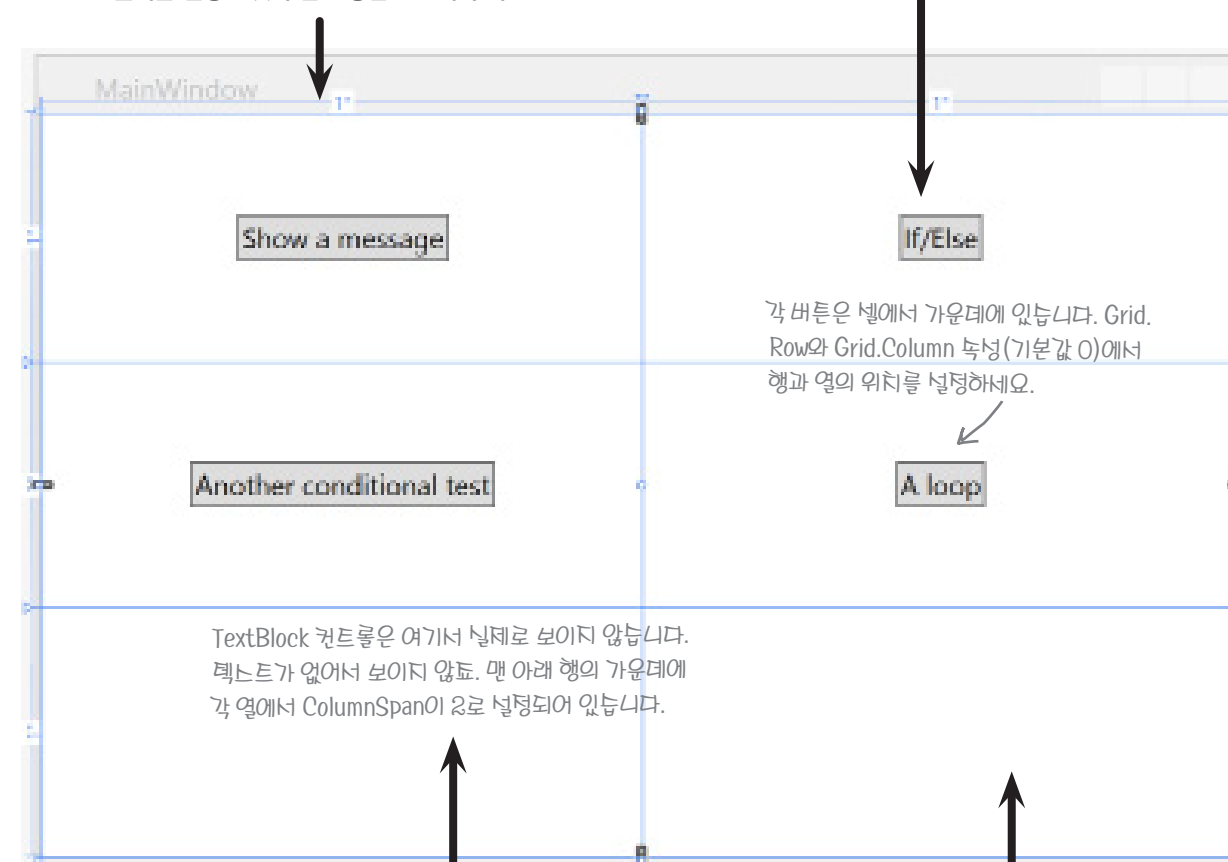 MainWindow
1*
1*
Show a message
If/Else
각 버튼은 셀에서 가운데에 있습니다. Grid.
Row와 Grid.Column 속성(기본값 0)에서
행과 열의 위치를 설정하세요.
Another conditional test
A loop
TextBlock 컨트롤은 여기서 실제로 보이지 않습니다.
텍스트가 없어서 보이지 않죠. 맨 아래 행의 가운데에
각 열에서 ColumnSpan이 2로 설정되어 있습니다.